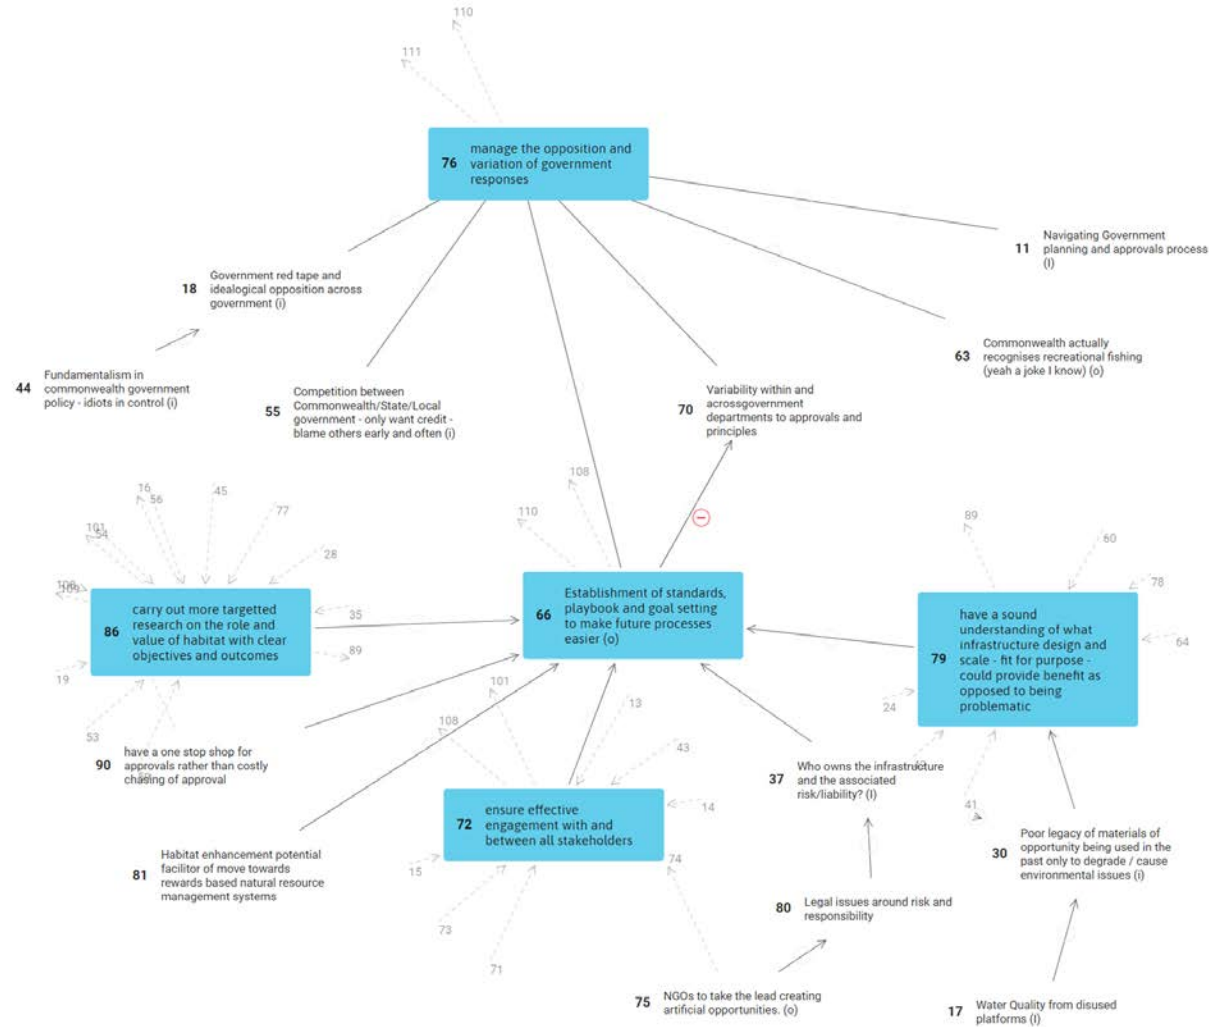 110
111
76
manage the opposition and
variation of government
responses
11
Navigating Government
planning and approvals process
(I)
18
Government red tape and
idealogical opposition across
government (i)
63
Commonwealth actually
recognises recreational fishing
(yeah a joke I know) (o)
44
Fundamentalism in
commonwealth government
policy - idiots in control (i)
55
Competition between
Commonwealth/State/Local
government - only want credit -
blame others early and often (i)
70
Variability within and
acrossgovernment
departments to approvals and
principles
16
56
45
77
101
54
28
108
110
89
60
78
109
35
89
19
53
86
carry out more targetted
research on the role and
value of habitat with clear
objectives and outcomes
66
Establishment of standards,
playbook and goal setting
to make future processes
easier (o)
79
have a sound
understanding of what
infrastructure design and
scale - fit for purpose -
could provide benefit as
opposed to being
problematic
64
24
101
108
13
43
14
90
have a one stop shop for
approvals rather than costly
chasing of approval
37
Who owns the infrastructure
and the associated
risk/liability? (I)
41
72
ensure effective
engagement with and
between all stakeholders
74
15
73
71
81
Habitat enhancement potential
facilitor of move towards
rewards based natural resource
management systems
30
Poor legacy of materials of
opportunity being used in the
past only to degrade / cause
environmental issues (i)
80
Legal issues around risk and
responsibility
75
NGOs to take the lead creating
artificial opportunities. (o)
17
Water Quality from disused
platforms (I)